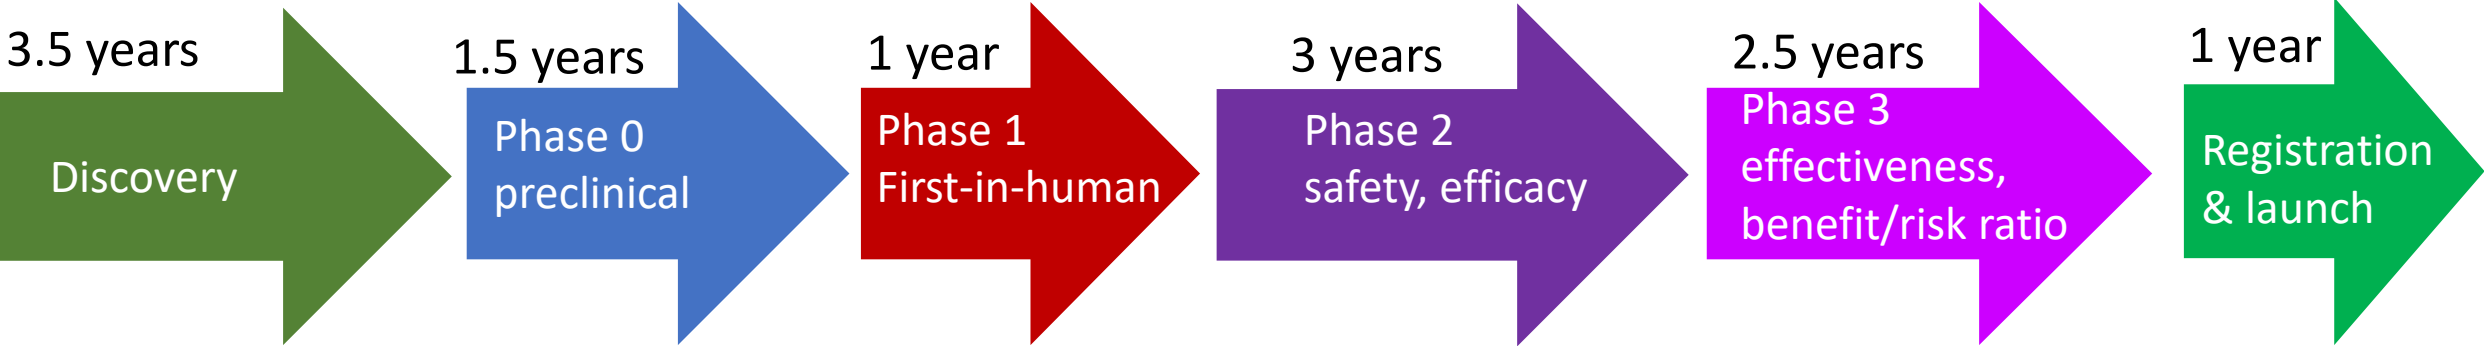 3.5 years
Discovery
1.5 years
Phase 0
preclinical
1 year
Phase 1
First-in-human
3 years
Phase 2
safety, efficacy
2.5 years
Phase 3
effectiveness,
benefit/risk ratio
1 year
Registration
& launch